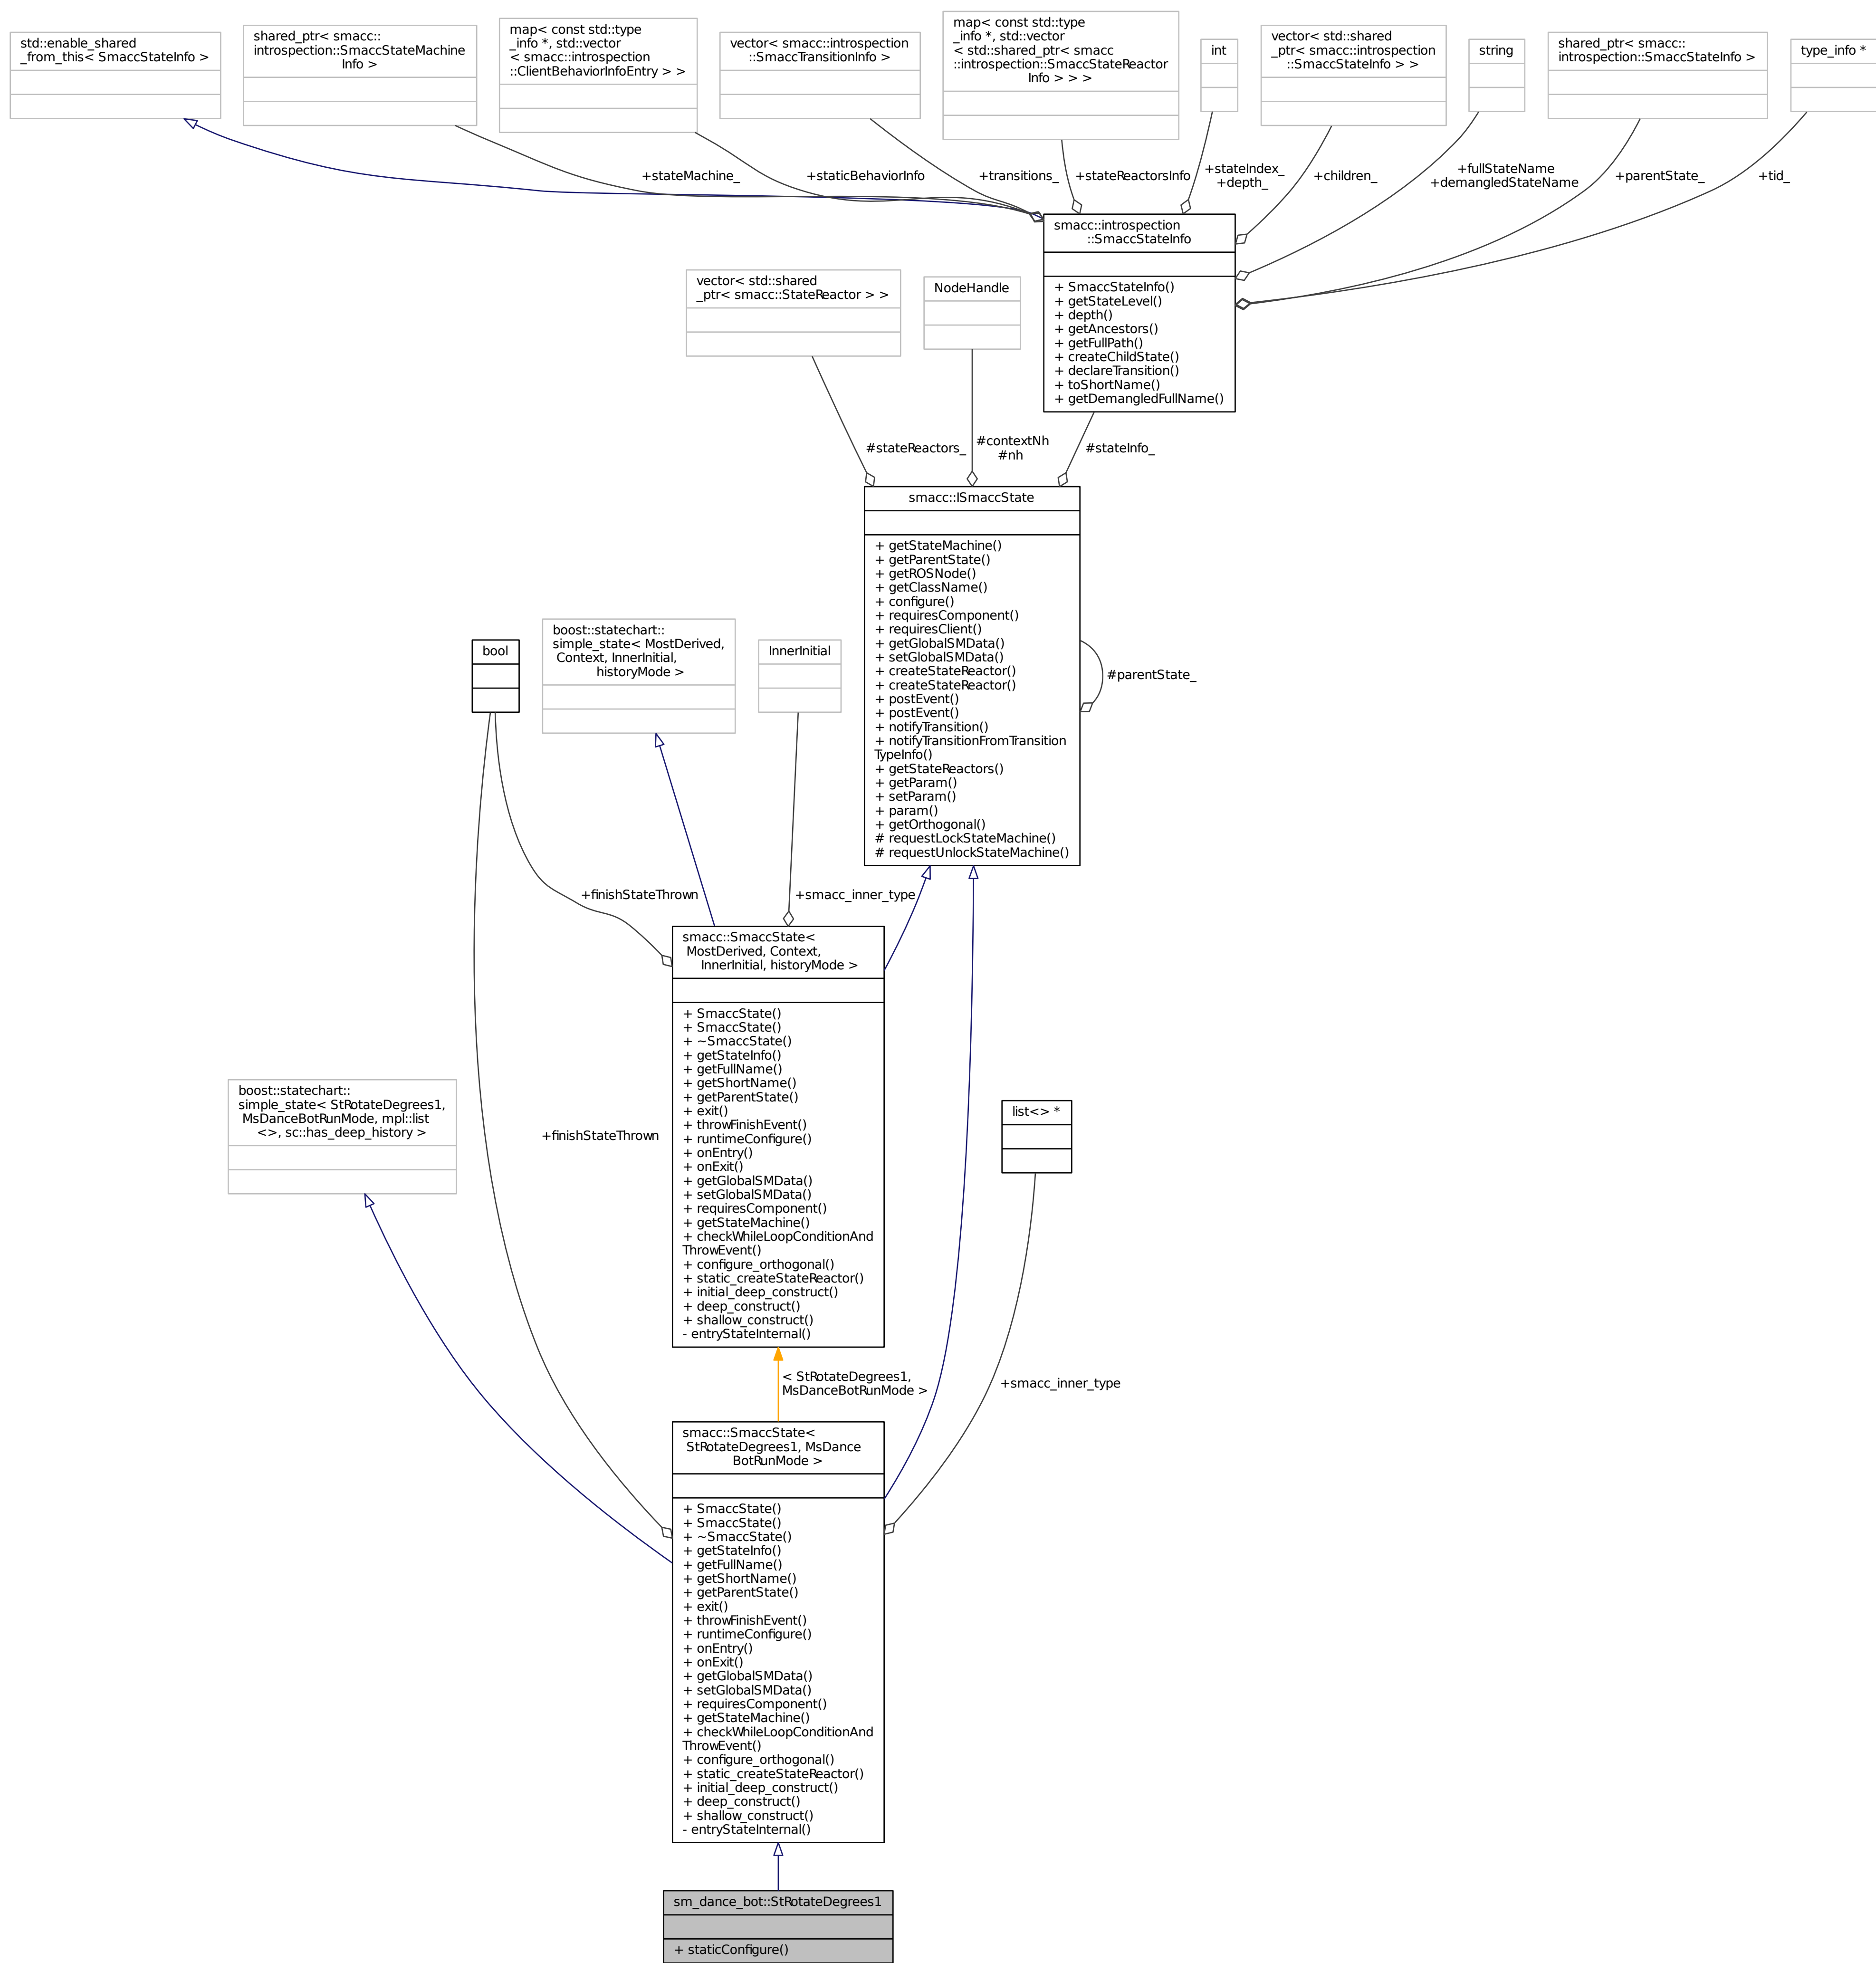 std::enable_shared
_from_this< SmaccStateInfo >
shared_ptr< smacc::
introspection::SmaccStateMachine
Info >
map< const std::type
_info *, std::vector
< smacc::introspection
::ClientBehaviorInfoEntry > >
vector< smacc::introspection
::SmaccTransitionInfo >
map< const std::type
_info *, std::vector
< std::shared_ptr< smacc
::introspection::SmaccStateReactor
Info > > >
int
vector< std::shared
_ptr< smacc::introspection
::SmaccStateInfo > >
string
shared_ptr< smacc::
introspection::SmaccStateInfo >
type_info *
+stateMachine_
+staticBehaviorInfo
+transitions_
+stateReactorsInfo
+stateIndex_
+depth_
+children_
+fullStateName
+demangledStateName
+parentState_
+tid_
smacc::introspection
::SmaccStateInfo
+ SmaccStateInfo()
+ getStateLevel()
+ depth()
+ getAncestors()
+ getFullPath()
+ createChildState()
+ declareTransition()
+ toShortName()
+ getDemangledFullName()
vector< std::shared
_ptr< smacc::StateReactor > >
NodeHandle
#stateReactors_
#contextNh
#nh
#stateInfo_
smacc::ISmaccState
+ getStateMachine()
+ getParentState()
+ getROSNode()
+ getClassName()
+ configure()
+ requiresComponent()
+ requiresClient()
+ getGlobalSMData()
+ setGlobalSMData()
+ createStateReactor()
+ createStateReactor()
+ postEvent()
+ postEvent()
+ notifyTransition()
+ notifyTransitionFromTransition
TypeInfo()
+ getStateReactors()
+ getParam()
+ setParam()
+ param()
+ getOrthogonal()
# requestLockStateMachine()
# requestUnlockStateMachine()
#parentState_
bool
boost::statechart::
simple_state< MostDerived,
Context, InnerInitial,
historyMode >
InnerInitial
+finishStateThrown
+smacc_inner_type
smacc::SmaccState<
MostDerived, Context,
InnerInitial, historyMode >
+ SmaccState()
+ SmaccState()
+ ~SmaccState()
+ getStateInfo()
+ getFullName()
+ getShortName()
+ getParentState()
+ exit()
+ throwFinishEvent()
+ runtimeConfigure()
+ onEntry()
+ onExit()
+ getGlobalSMData()
+ setGlobalSMData()
+ requiresComponent()
+ getStateMachine()
+ checkWhileLoopConditionAnd
ThrowEvent()
+ configure_orthogonal()
+ static_createStateReactor()
+ initial_deep_construct()
+ deep_construct()
+ shallow_construct()
- entryStateInternal()
boost::statechart::
simple_state< StRotateDegrees1,
MsDanceBotRunMode, mpl::list
<>, sc::has_deep_history >
+finishStateThrown
list<> *
< StRotateDegrees1,
MsDanceBotRunMode >
+smacc_inner_type
smacc::SmaccState<
StRotateDegrees1, MsDance
BotRunMode >
+ SmaccState()
+ SmaccState()
+ ~SmaccState()
+ getStateInfo()
+ getFullName()
+ getShortName()
+ getParentState()
+ exit()
+ throwFinishEvent()
+ runtimeConfigure()
+ onEntry()
+ onExit()
+ getGlobalSMData()
+ setGlobalSMData()
+ requiresComponent()
+ getStateMachine()
+ checkWhileLoopConditionAnd
ThrowEvent()
+ configure_orthogonal()
+ static_createStateReactor()
+ initial_deep_construct()
+ deep_construct()
+ shallow_construct()
- entryStateInternal()
sm_dance_bot::StRotateDegrees1
+ staticConfigure()